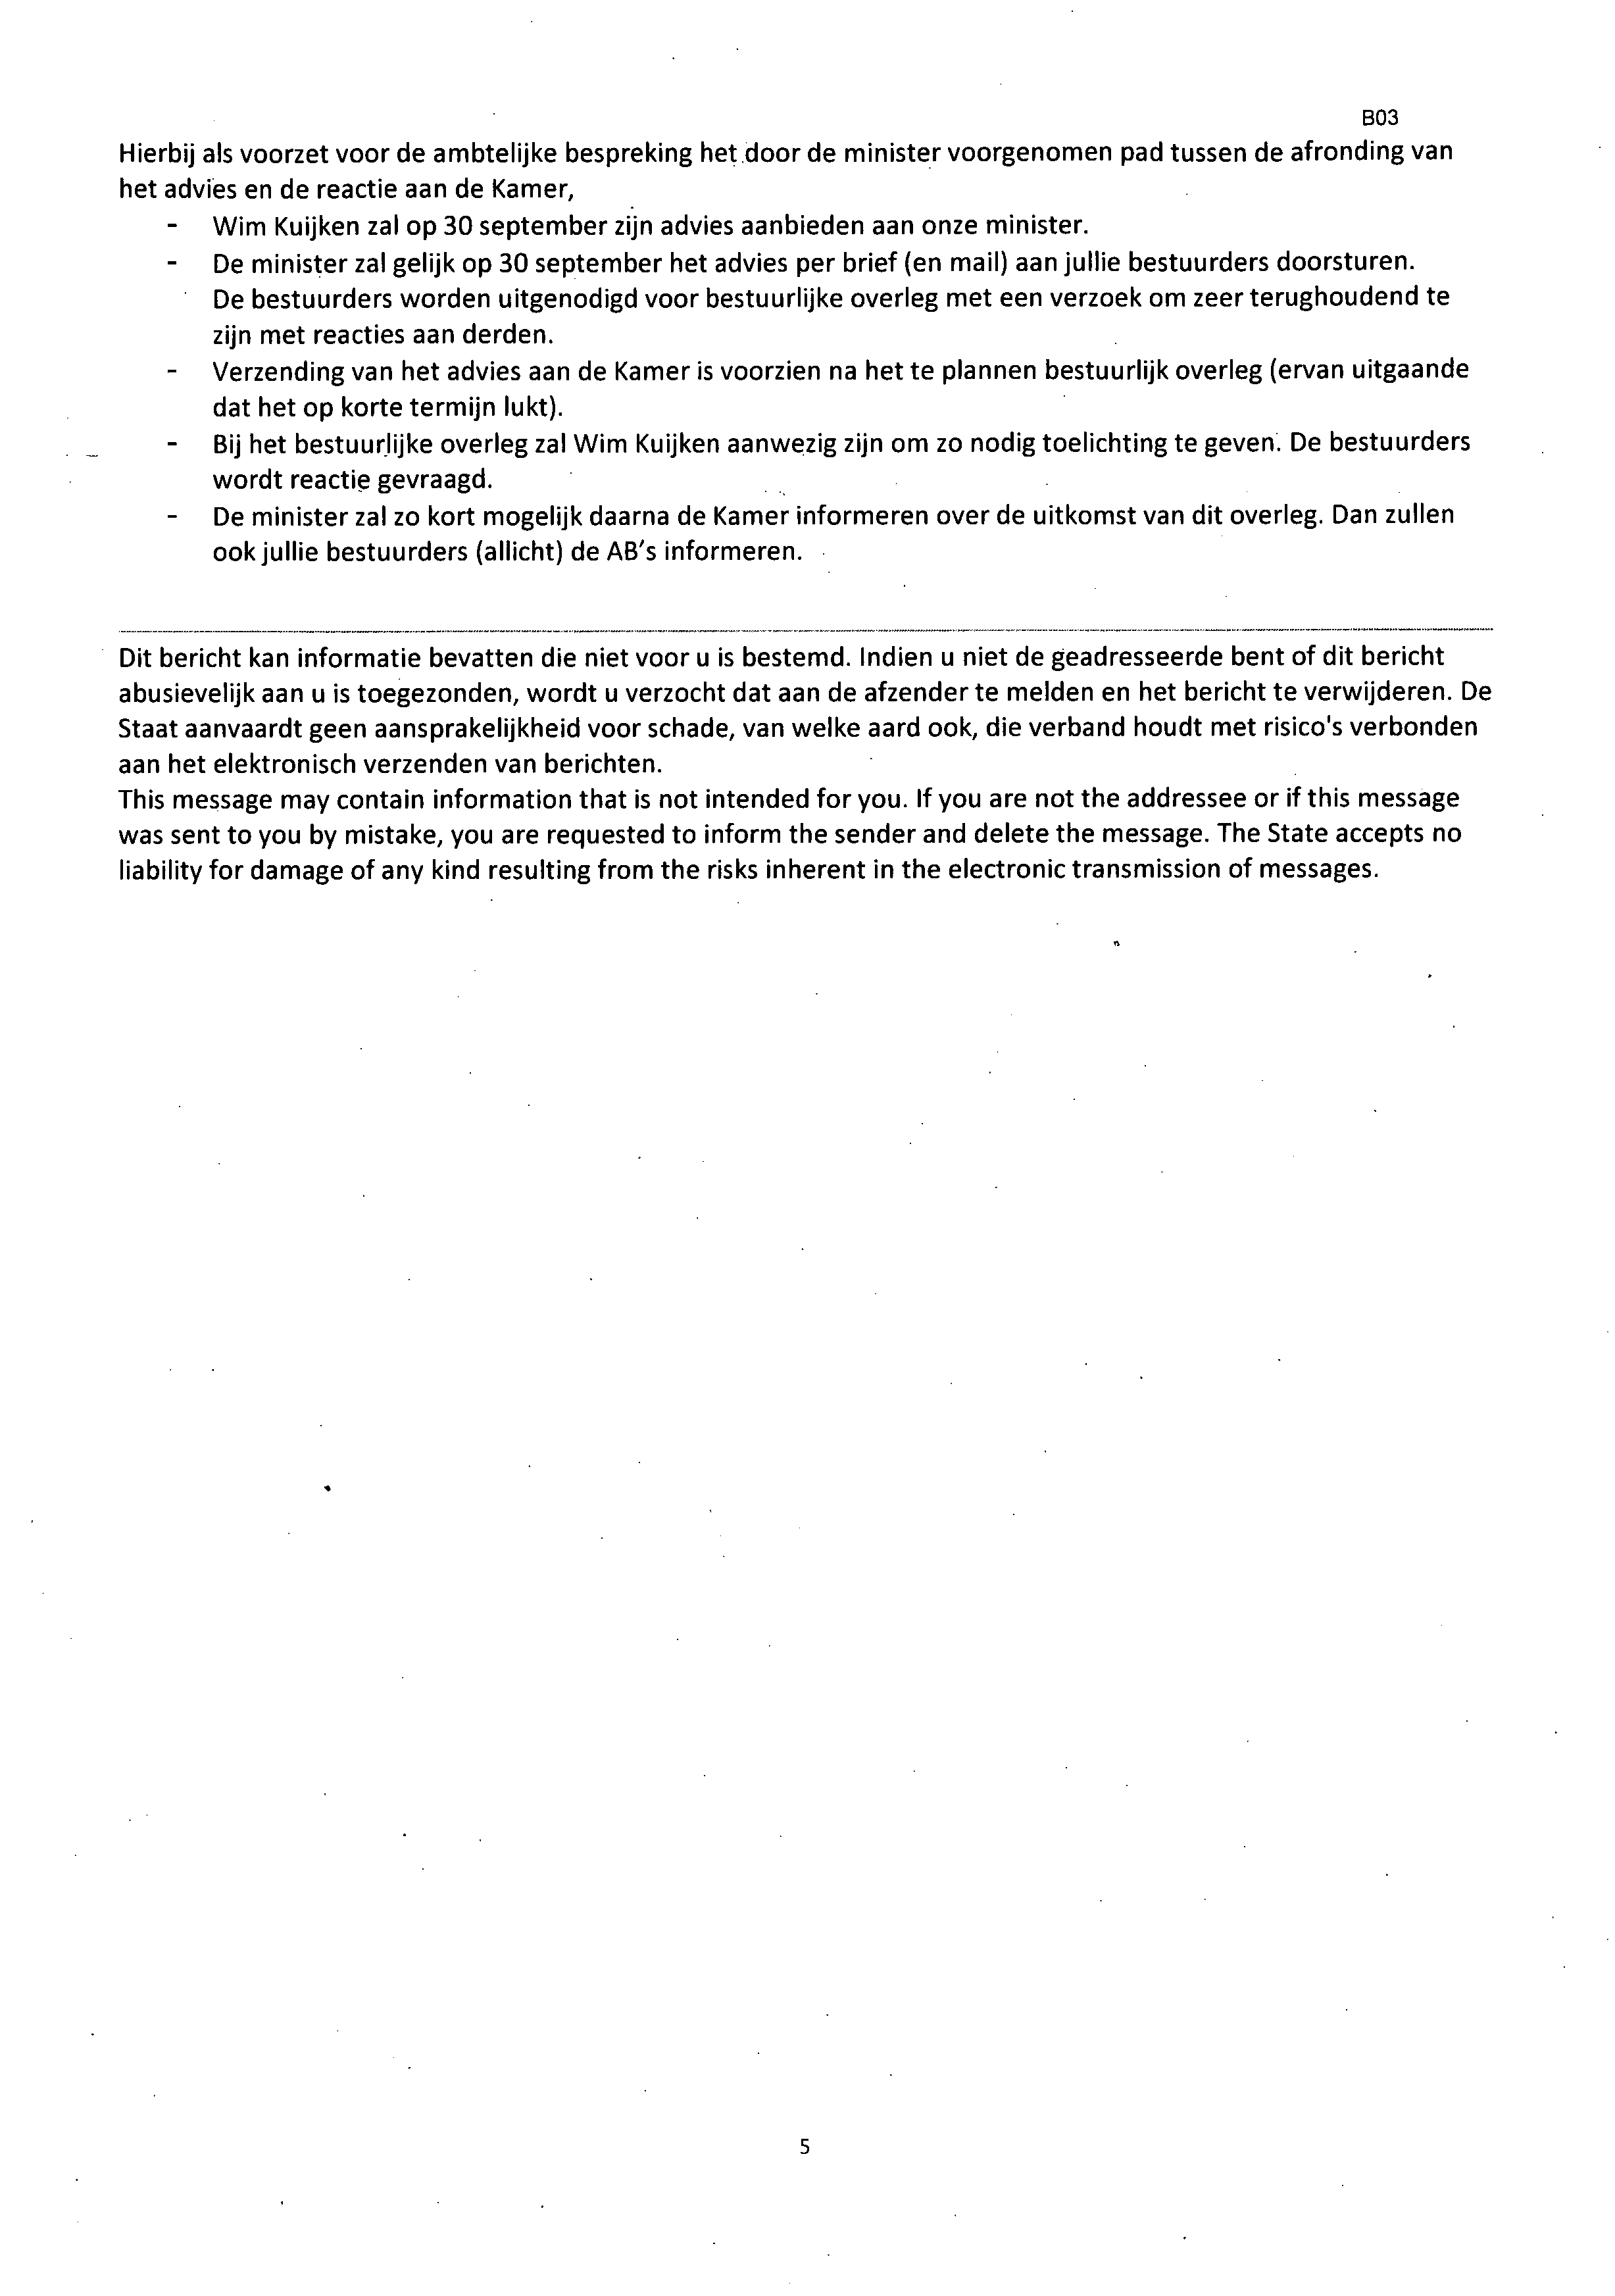 B03
Hierbij als voorzet voor de ambtelijke bespreking het door de minister voorgenomen pad tussen de afronding van
het advies en de reactie aan de Kamer,
- Wim Kuijken zal op 30 september zijn advies aanbieden aan onze minister.
- De minister zal gelijk op 30 september het advies per brief (en mail) aan jullie bestuurders doorsturen.
De bestuurders worden uitgenodigd voor bestuurlijke overleg met een verzoek om zeer terughoudend te
zijn met reacties aan derden.
- Verzending van het advies aan de Kamer is voorzien na het te plannen bestuurlijk overleg (ervan uitgaande
dat het op korte termijn lukt).
- Bij het bestuurlijke overleg zal Wim Kuijken aanwezig zijn om zo nodig toelichting te geven. De bestuurders
wordt reactie gevraagd.
- De minister zal zo kort mogelijk daarna de Kamer informeren over de uitkomst van dit overleg. Dan zullen
ook jullie bestuurders (allicht) de AB's informeren.
Dit bericht kan informatie bevatten die niet voor u is bestemd. Indien u niet de geadresseerde bent of dit bericht
abusievelijk aan u is toegezonden, wordt u verzocht dat aan de afzender te melden en het bericht te verwijderen. De
Staat aanvaardt geen aansprakelijkheid voor schade, van welke aard ook, die verband houdt met risico's verbonden
aan het elektronisch verzenden van berichten.
This message may contain information that is not intended for you. If you are not the addressee or if this message
was sent to you by mistake, you are requested to inform the sender and delete the message. The State accepts no
liability for damage of any kind resulting from the risks inherent in the electronic transmission of messages.
5